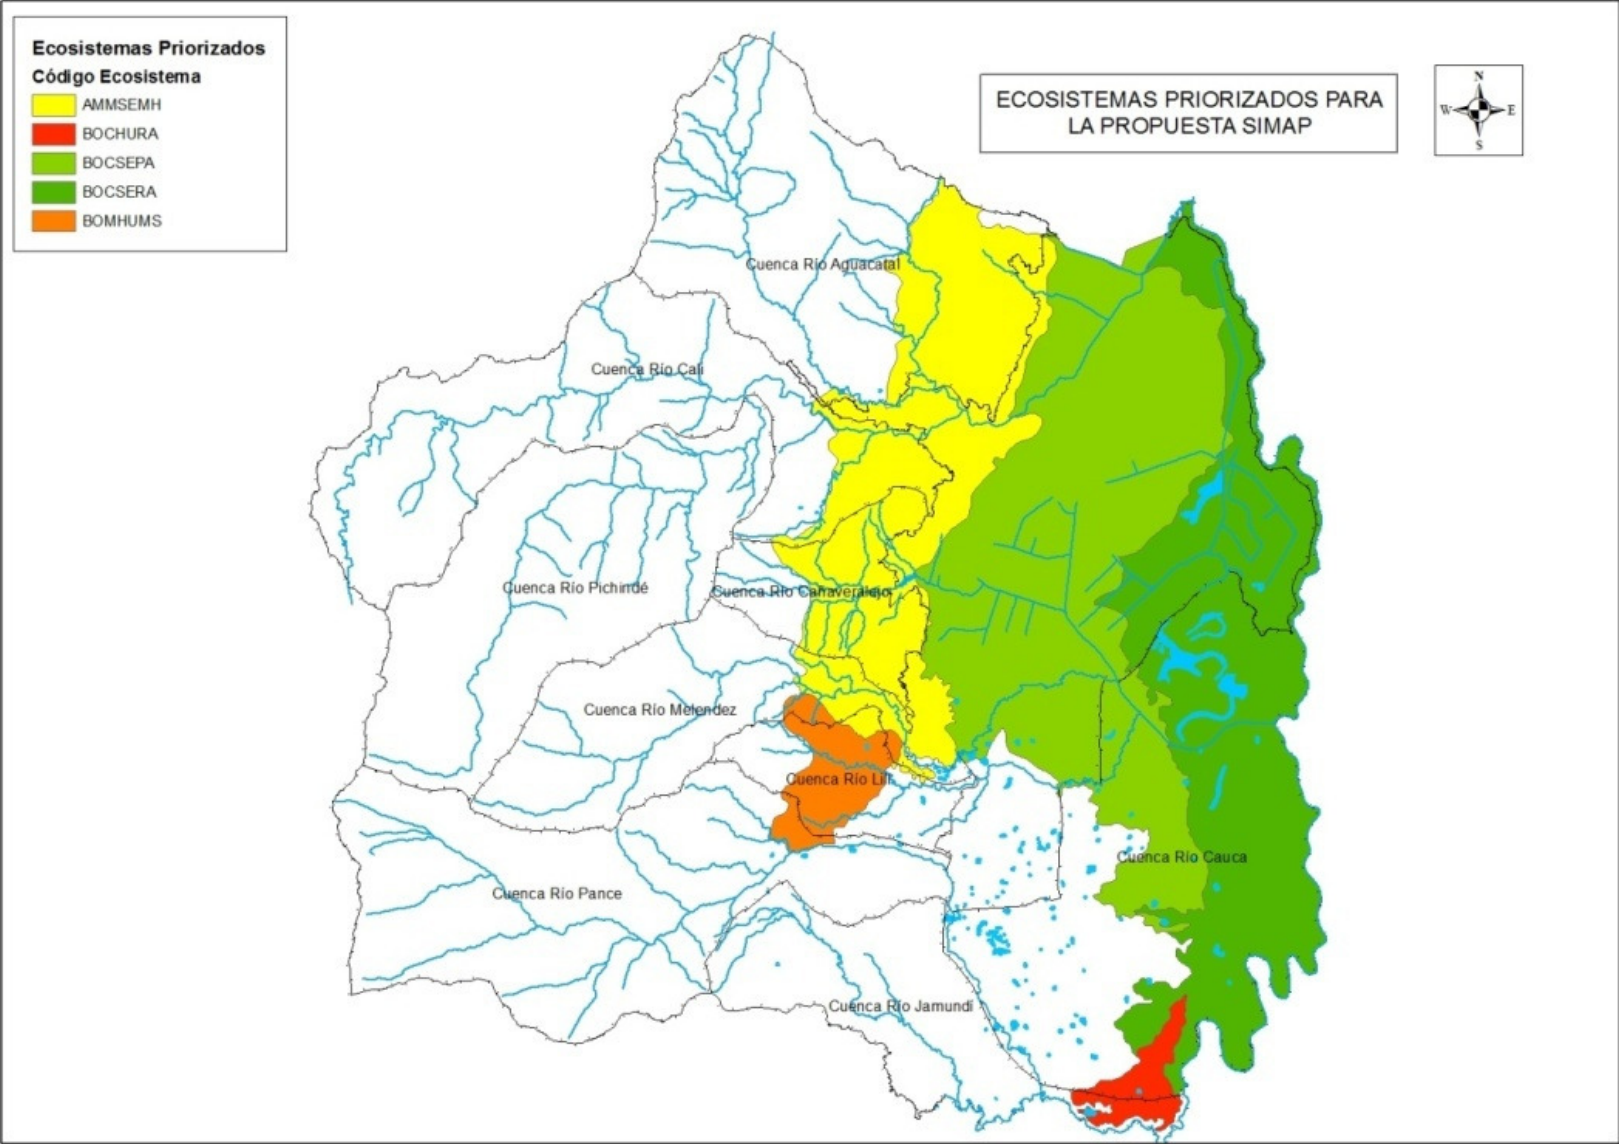 Ecosistemas Priorizados
Código Ecosistema
AMMSEMH
BOCHURA
BOCSEPA
BOCSERA
BOMHUMS
ECOSISTEMAS PRIORIZADOS PARA
LA PROPUESTA SIMAP
N
W E
S
Cuenca Río Aguacatal
Cuenca Río Cali
Cuenca Río Pichindé
Cuenca Río Cañaveralejo
Cuenca Río Melendez
Cuenca Río Lili
Cuenca Río Cauca
Cuenca Río Pance
Cuenca Río Jamundí